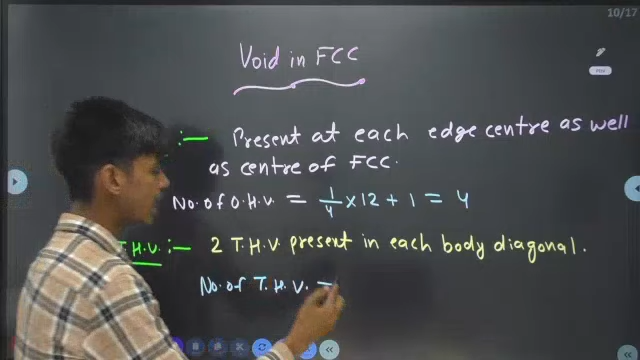 10/17
Void in FCC
:— Present at each edge centre as well
as centre of FCC.
No. of O.H.V. = 1/4 × 12 + 1 = 4
T.H.V. :— 2 T.H.V. present in each body diagonal.
No. of T.H.V. —